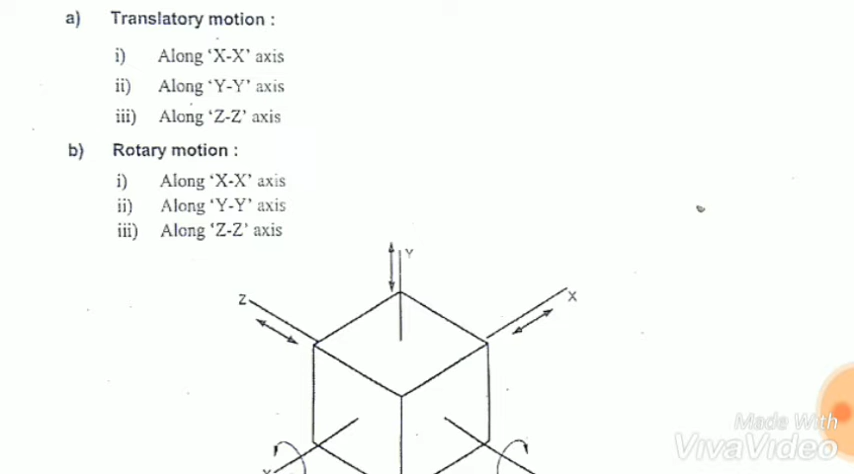 a) Translatory motion :
i) Along ‘X-X’ axis
ii) Along ‘Y-Y’ axis
iii) Along ‘Z-Z’ axis
b) Rotary motion :
i) Along ‘X-X’ axis
ii) Along ‘Y-Y’ axis
iii) Along ‘Z-Z’ axis
Y
Z
X
Made With
VivaVideo